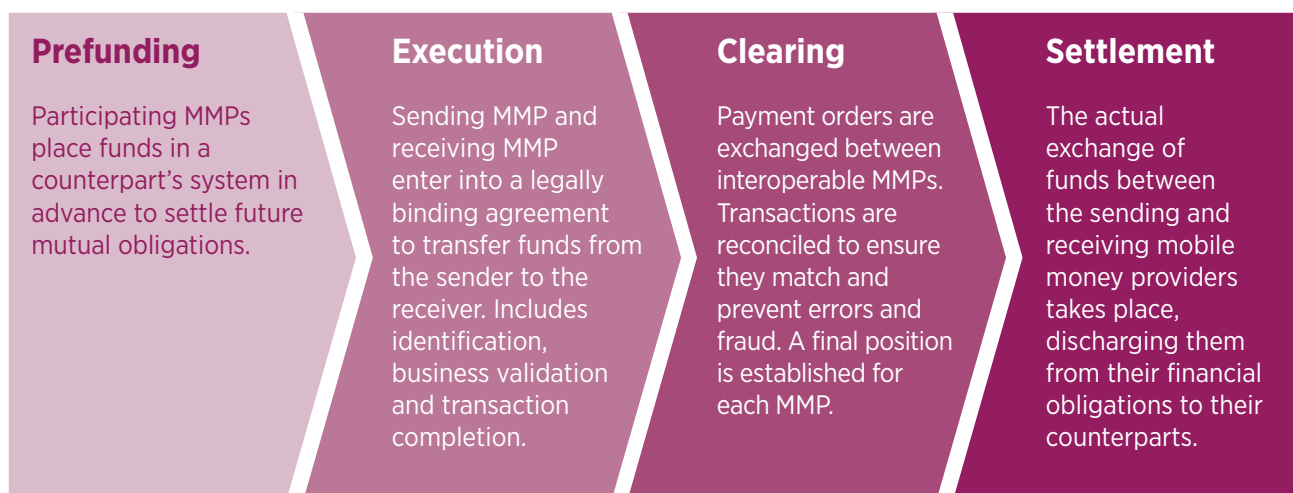 Prefunding
Participating MMPs
place funds in a
counterpart's system in
advance to settle future
mutual obligations.
Execution
Sending MMP and
receiving MMP
enter into a legally
binding agreement
to transfer funds from
the sender to the
receiver. Includes
identification,
business validation
and transaction
completion.
Clearing
Payment orders are
exchanged between
interoperable MMPs.
Transactions are
reconciled to ensure
they match and
prevent errors and
fraud. A final position
is established for
each MMP.
Settlement
The actual
exchange of
funds between
the sending and
receiving mobile
money providers
takes place,
discharging them
from their financial
obligations to their
counterparts.